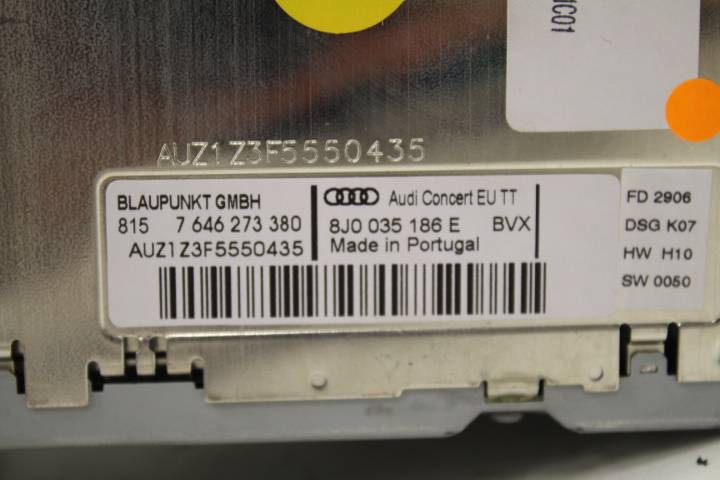 IC01
AUZ1Z3F5550435
BLAUPUNKT GMBH
815 7 646 273 380
AUZ1Z3F5550435
Audi Concert EU TT
8J0 035 186 E BVX
Made in Portugal
FD 2906
DSG K07
HW H10
SW 0050